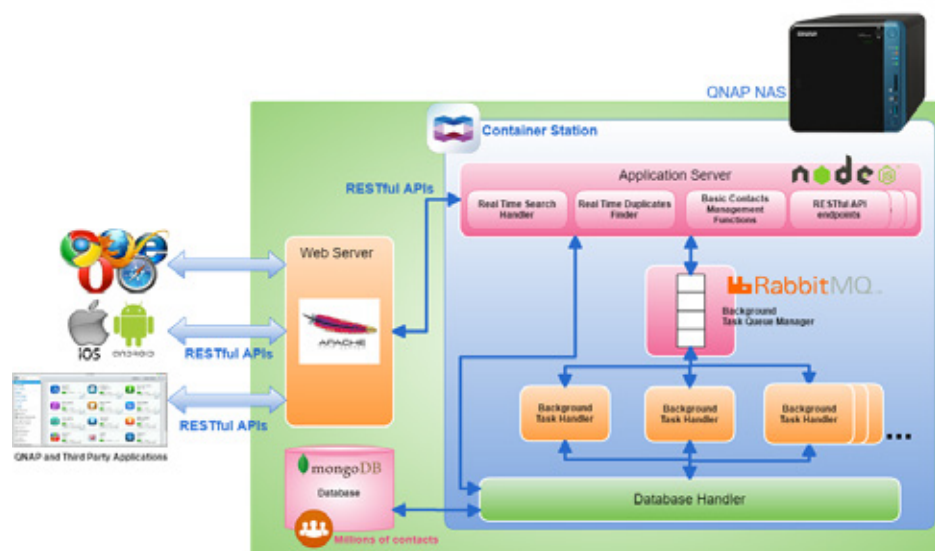 QNAP NAS
Container Station
Application Server
node
JS
RESTful APIs
Real Time Search
Handler
Real Time Duplicates
Finder
Basic Contacts
Management
Functions
RESTful API
endpoints
Web Server
APACHE
RabbitMQ
Background
Task Queue Manager
iOS
ANDROID
RESTful APIs
RESTful APIs
QNAP and Third Party Applications
Background
Task Handler
Background
Task Handler
Background
Task Handler
...
mongoDB
Database
Millions of contacts
Database Handler